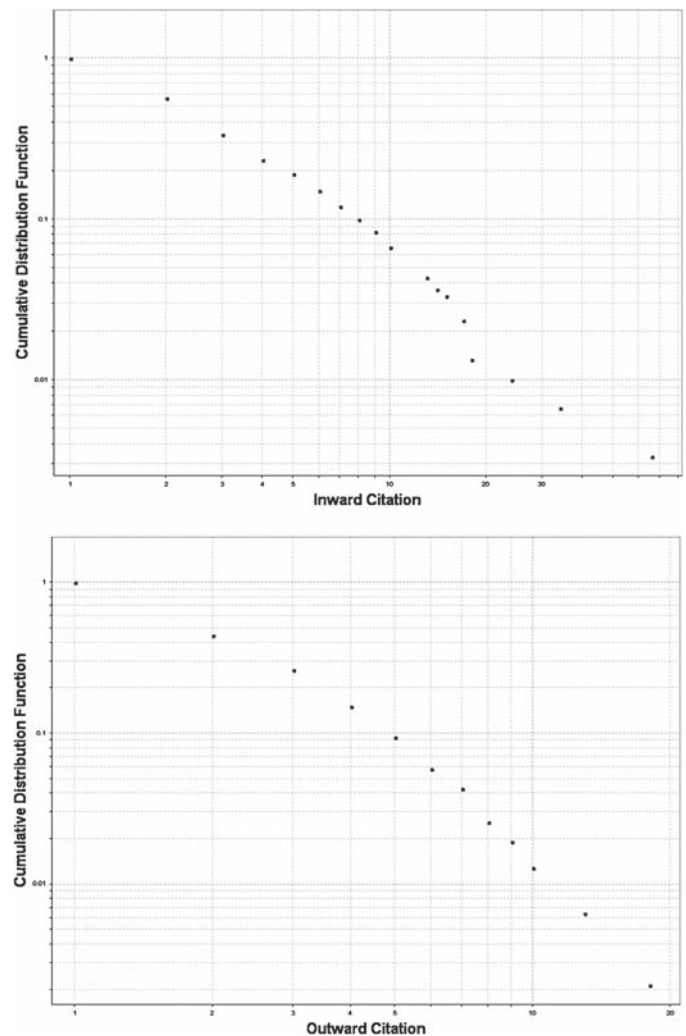 Cumulative Distribution Function
1
0.1
0.01
1 2 3 4 5 10 20 30
Inward Citation
Cumulative Distribution Function
1
0.1
0.01
1 2 3 4 5 10 20
Outward Citation